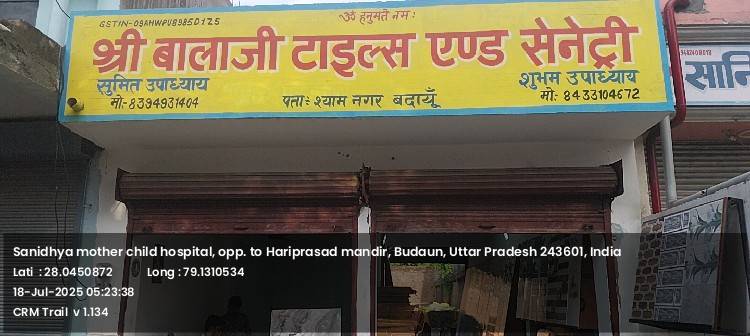 GSTIN-09AHWPU8985D1Z5
ॐ हनुमते नमः
श्री बालाजी टाइल्स एण्ड सेनेट्री
सुमित उपाध्याय
मो.- 8394931404
पताः श्याम नगर बदायूँ
शुभम उपाध्याय
मो. 8433104672
सानि
Sanidhya mother child hospital, opp. to Hariprasad mandir, Budaun, Uttar Pradesh 243601, India
Lati : 28.0450872 Long : 79.1310534
18-Jul-2025 05:23:38
CRM Trail v 1.134